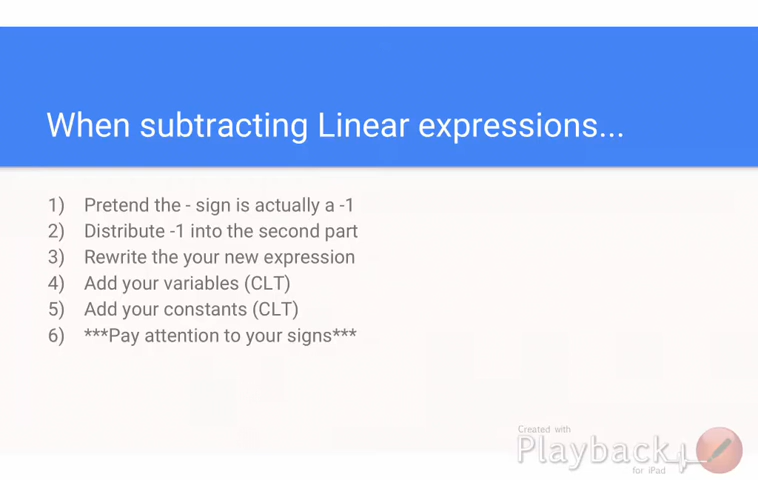 When subtracting Linear expressions...
1) Pretend the - sign is actually a -1
2) Distribute -1 into the second part
3) Rewrite the your new expression
4) Add your variables (CLT)
5) Add your constants (CLT)
6) ***Pay attention to your signs***
Created with
Playback
for iPad